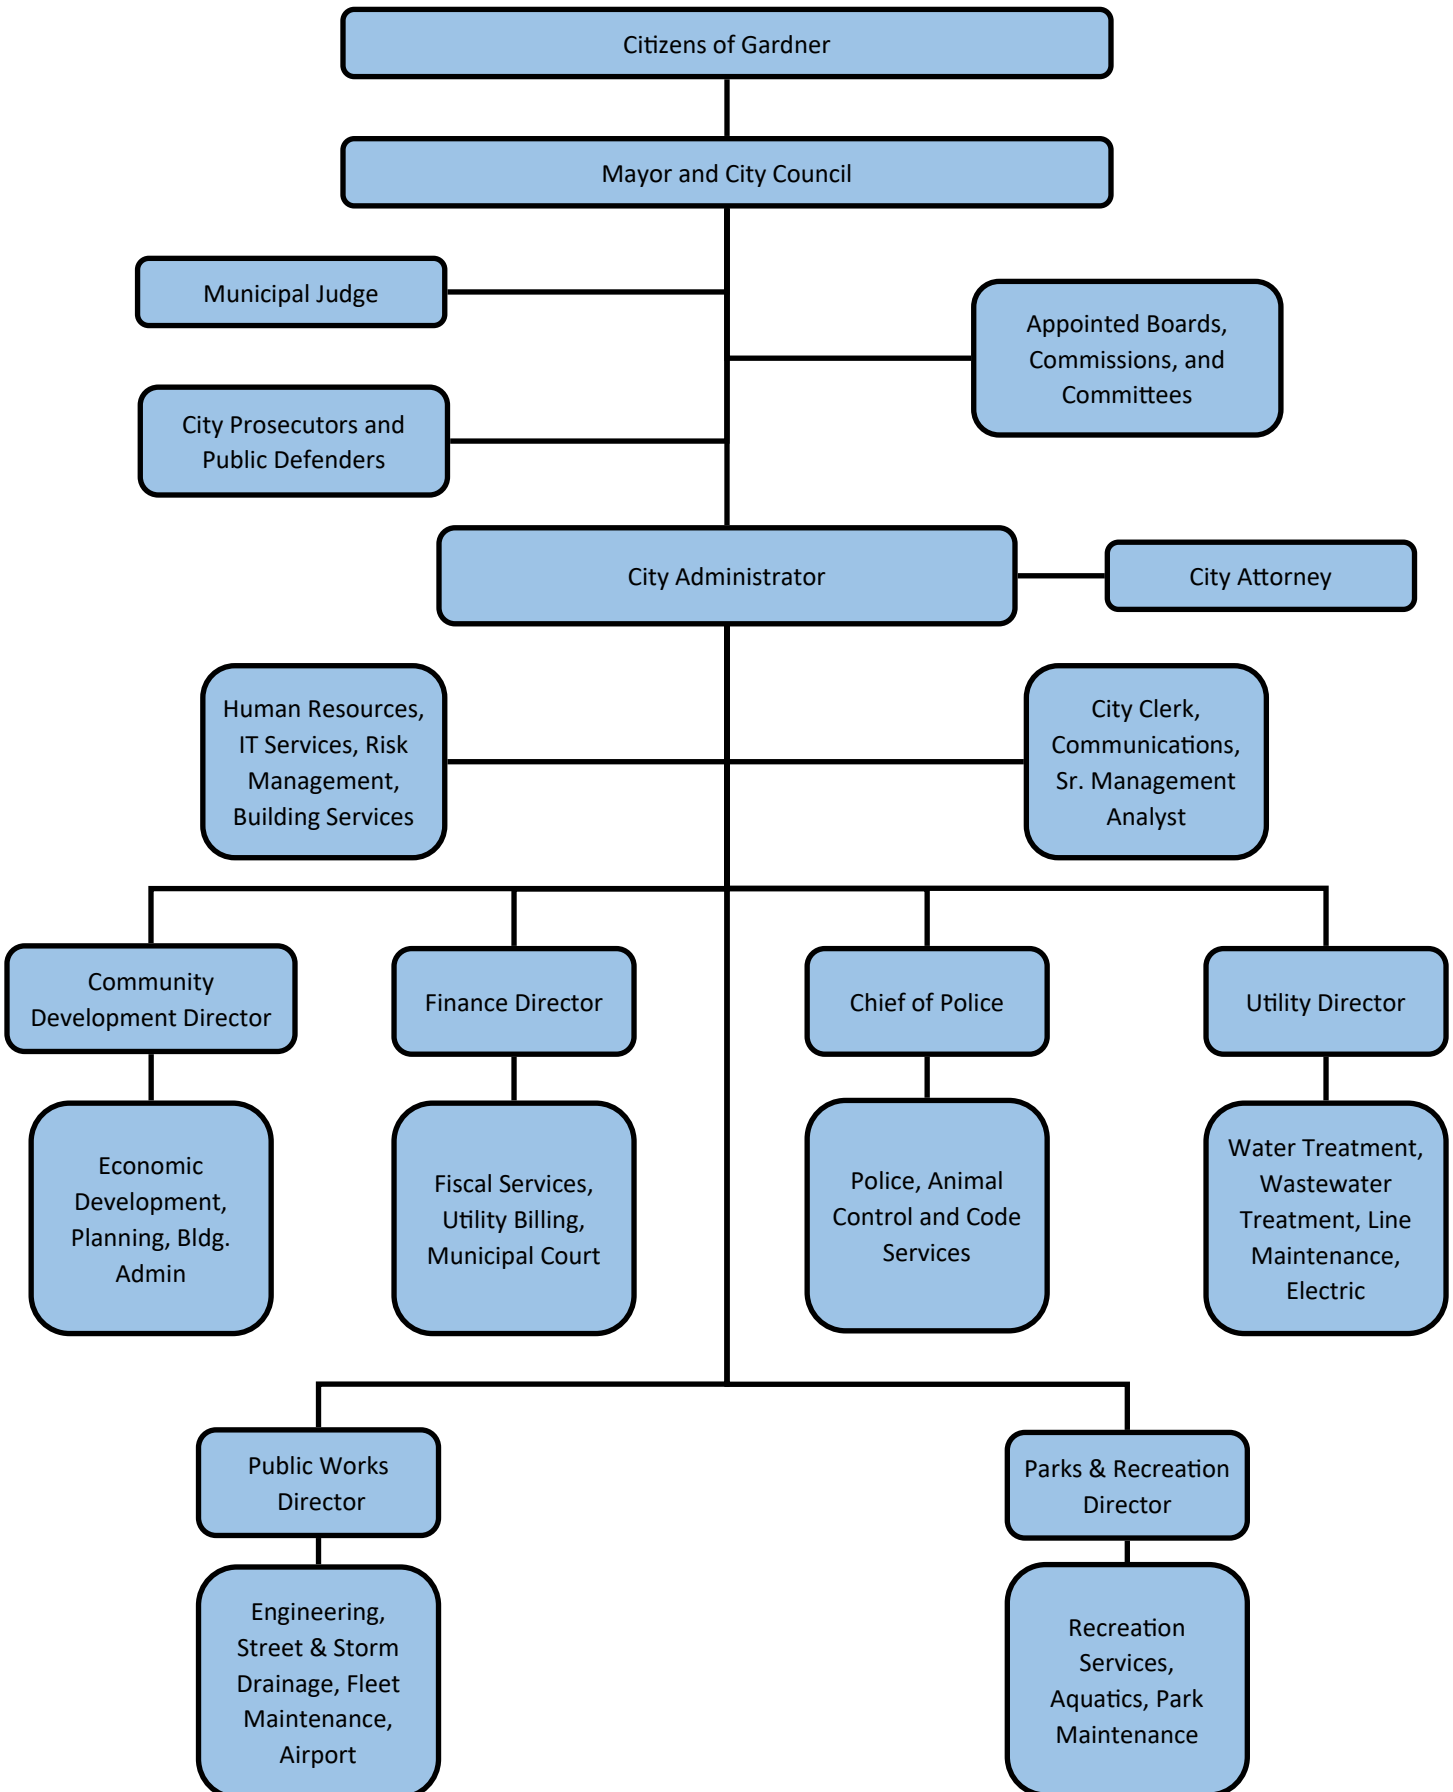 Citizens of Gardner
Mayor and City Council
Municipal Judge
Appointed Boards,
Commissions, and
Committees
City Prosecutors and
Public Defenders
City Administrator
City Attorney
Human Resources,
IT Services, Risk
Management,
Building Services
City Clerk,
Communications,
Sr. Management
Analyst
Community
Development Director
Finance Director
Chief of Police
Utility Director
Economic
Development,
Planning, Bldg.
Admin
Fiscal Services,
Utility Billing,
Municipal Court
Police, Animal
Control and Code
Services
Water Treatment,
Wastewater
Treatment, Line
Maintenance,
Electric
Public Works
Director
Parks & Recreation
Director
Engineering,
Street & Storm
Drainage, Fleet
Maintenance,
Airport
Recreation
Services,
Aquatics, Park
Maintenance